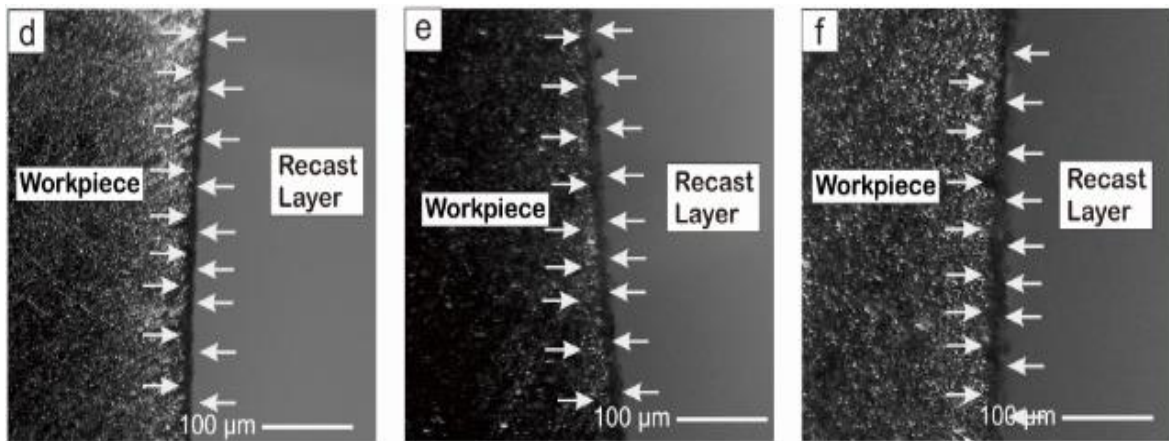 d
e
f
Workpiece
Recast
Layer
Workpiece
Recast
Layer
Workpiece
Recast
Layer
100 µm
100 µm
100 µm